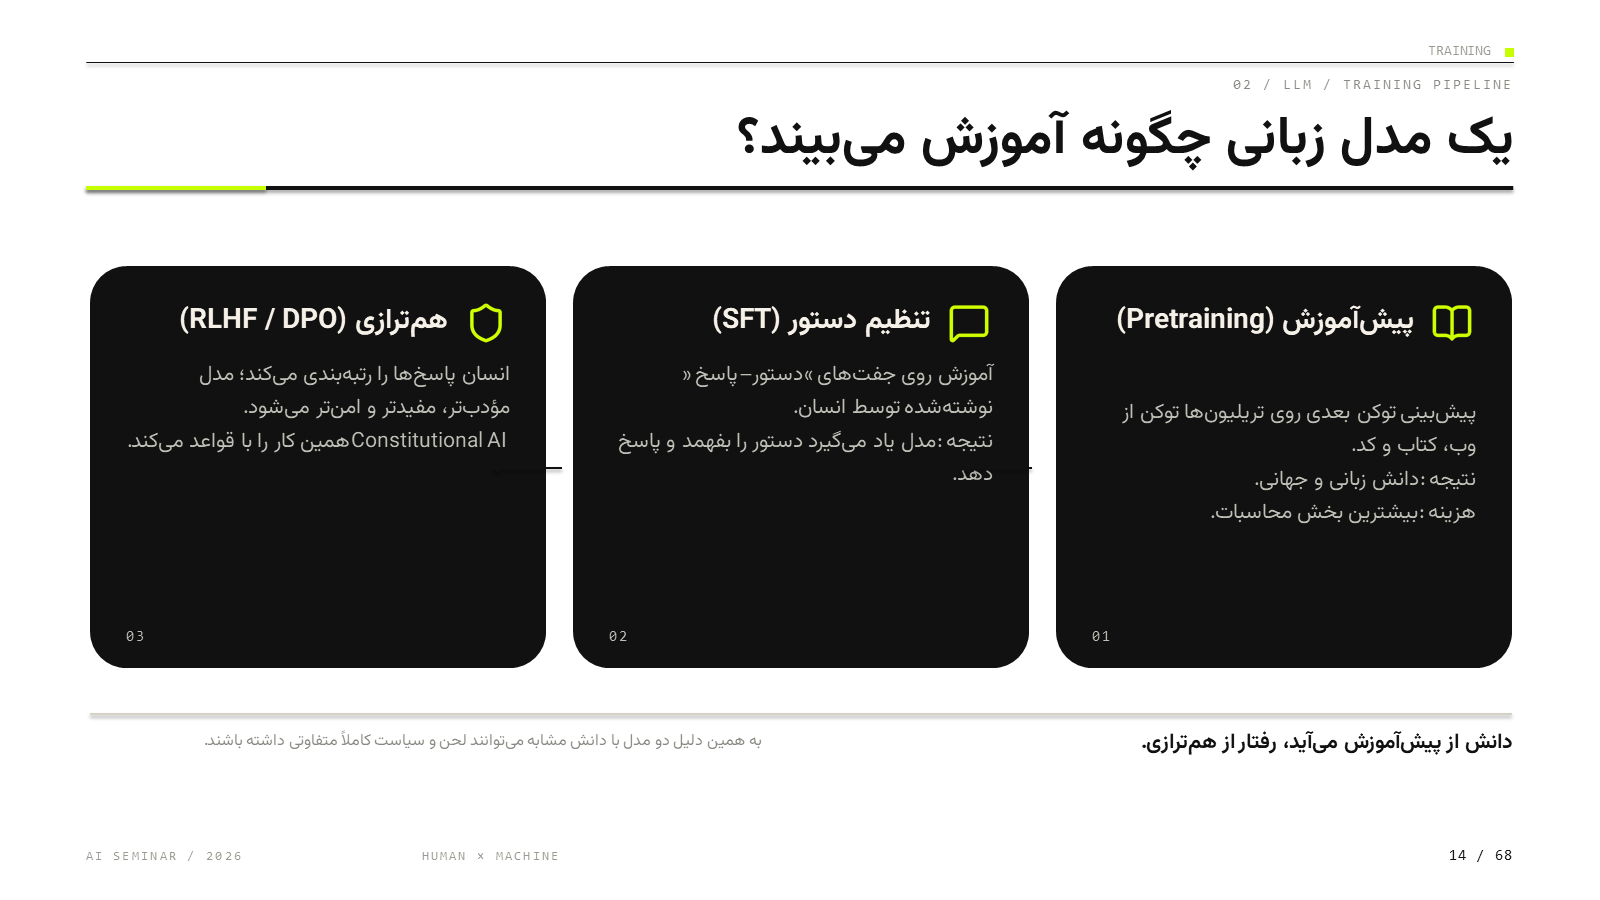 TRAINING
02 / LLM / TRAINING PIPELINE
یک مدل زبانی چگونه آموزش می‌بیند؟
پیش‌آموزش (Pretraining)
پیش‌بینی توکن بعدی روی تریلیون‌ها توکن از
وب، کتاب و کد.
نتیجه: دانش زبانی و جهانی.
هزینه: بیشترین بخش محاسبات.
01
تنظیم دستور (SFT)
آموزش روی جفت‌های «دستور–پاسخ»
نوشته‌شده توسط انسان.
نتیجه: مدل یاد می‌گیرد دستور را بفهمد و پاسخ
دهد.
02
هم‌ترازی (RLHF / DPO)
انسان پاسخ‌ها را رتبه‌بندی می‌کند؛ مدل
مؤدب‌تر، مفیدتر و امن‌تر می‌شود.
Constitutional AI همین کار را با قواعد می‌کند.
03
دانش از پیش‌آموزش می‌آید، رفتار از هم‌ترازی.
به همین دلیل دو مدل با دانش مشابه می‌توانند لحن و سیاست کاملاً متفاوتی داشته باشند.
AI SEMINAR / 2026
HUMAN × MACHINE
14 / 68